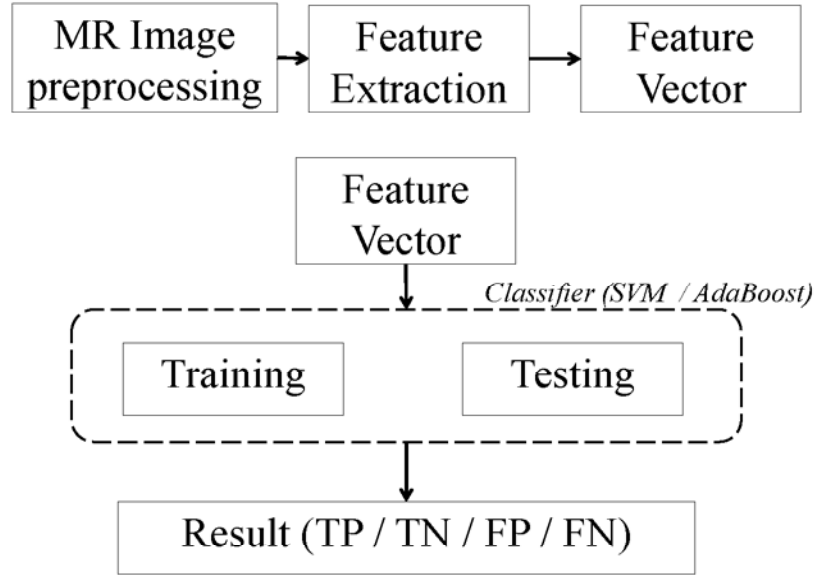 MR Image
preprocessing
Feature
Extraction
Feature
Vector
Feature
Vector
Classifier (SVM / AdaBoost)
Training
Testing
Result (TP / TN / FP / FN)